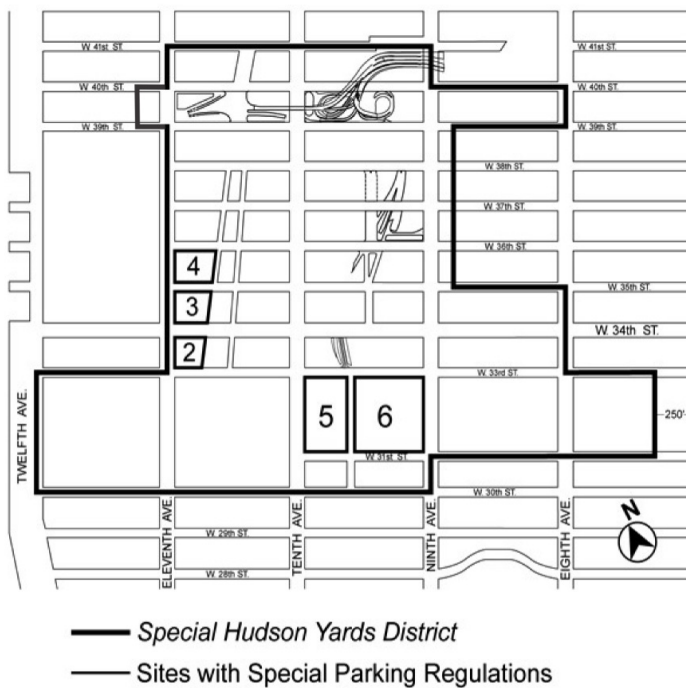 W. 41st ST. W. 41st ST.
W. 40th ST. W. 40th ST.
W. 39th ST. W. 39th ST.
W. 38th ST.
W. 37th ST.
W. 36th ST.
4
W. 35th ST.
3
W. 34th ST.
2
W. 33rd ST.
5 6
250'
TWELFTH AVE.
W. 31st ST.
W. 30th ST.
ELEVENTH AVE.
TENTH AVE.
NINTH AVE.
EIGHTH AVE.
N
W. 29th ST.
W. 28th ST.
Special Hudson Yards District
Sites with Special Parking Regulations